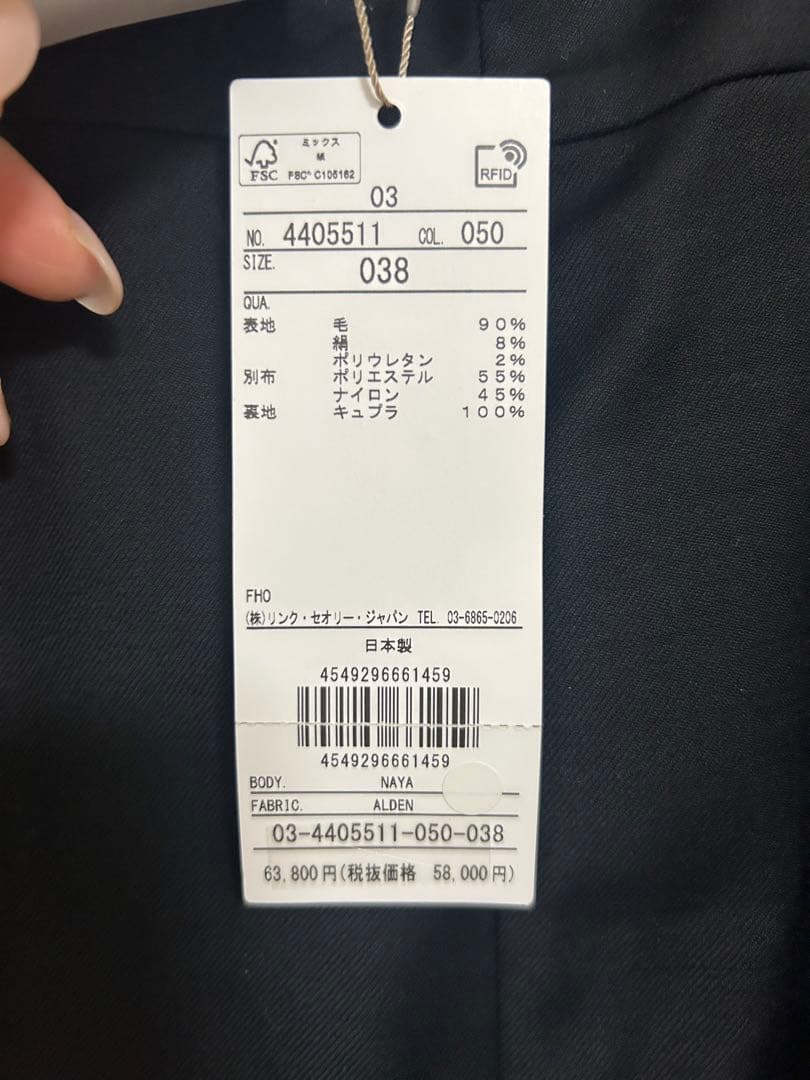 ミックス
紙
FSC FSC® C105162
RFID
03
NO. 4405511 COL. 050
SIZE. 038
QUA.
表地 毛 90%
絹 8%
ポリウレタン 2%
別布 ポリエステル 55%
ナイロン 45%
裏地 キュプラ 100%
FHO
(株)リンク・セオリー・ジャパン TEL. 03-6865-0206
日本製
4549296661459
4549296661459
BODY. NAYA
FABRIC. ALDEN
03-4405511-050-038
63,800円(税抜価格 58,000円)